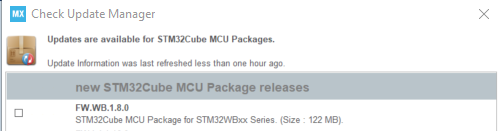 MX Check Update Manager
Updates are available for STM32Cube MCU Packages.
Update Information was last refreshed less than one hour ago.
new STM32Cube MCU Package releases
FW.WB.1.8.0
STM32Cube MCU Package for STM32WBxx Series. (Size : 122 MB).